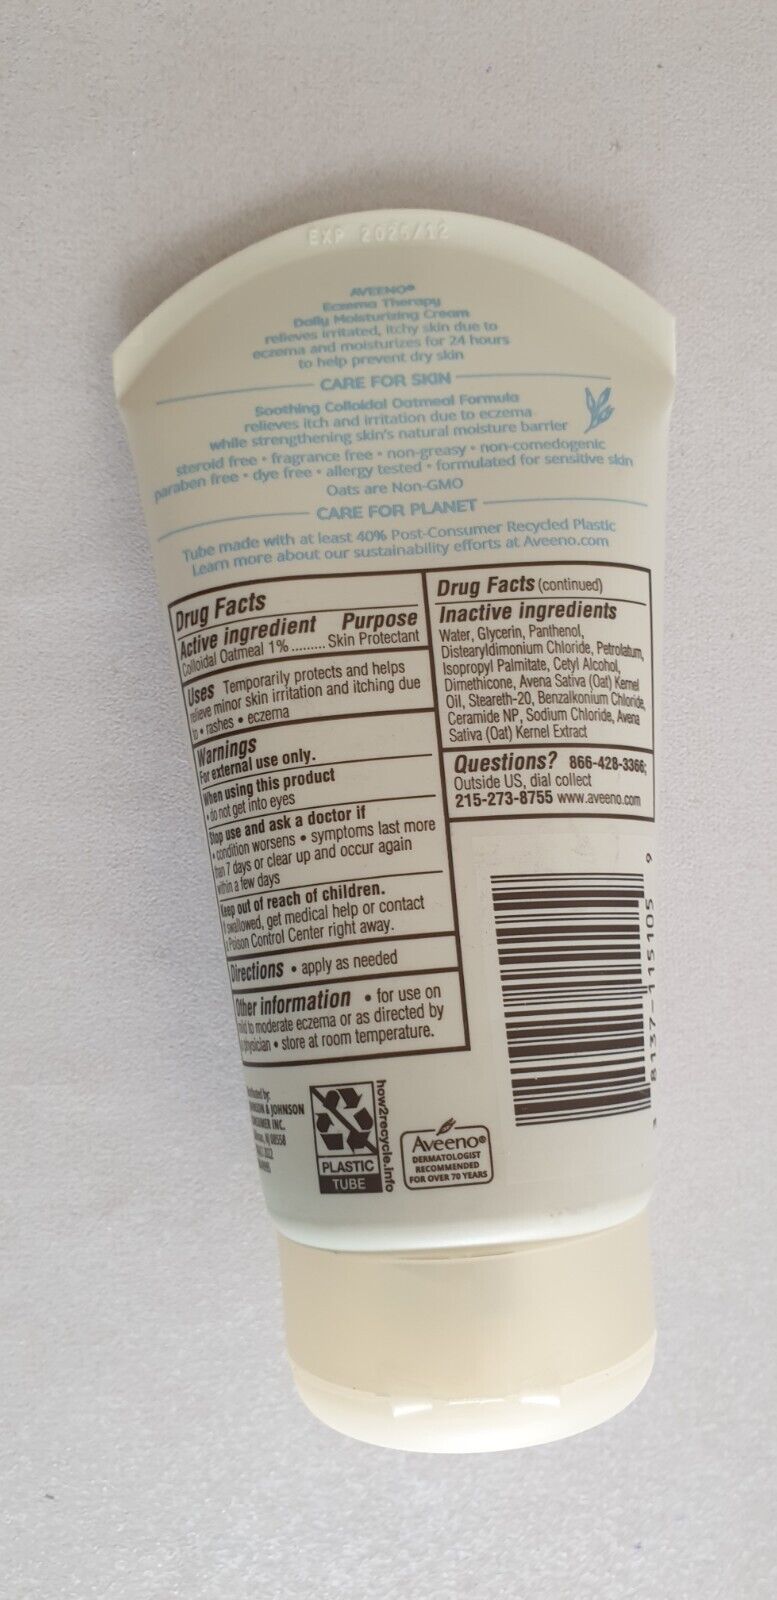 EXP 2025/12
AVEENO®
Eczema Therapy
Daily Moisturizing Cream
relieves irritated, itchy skin due to
eczema and moisturizes for 24 hours
to help prevent dry skin
CARE FOR SKIN
Soothing Colloidal Oatmeal Formula
relieves itch and irritation due to eczema
while strengthening skin's natural moisture barrier
steroid free • fragrance free • non-greasy • non-comedogenic
paraben free • dye free • allergy tested • formulated for sensitive skin
Oats are Non-GMO
CARE FOR PLANET
Tube made with at least 40% Post-Consumer Recycled Plastic
Learn more about our sustainability efforts at Aveeno.com
Drug Facts
Active ingredient Purpose
Colloidal Oatmeal 1%......... Skin Protectant
Uses Temporarily protects and helps
relieve minor skin irritation and itching due
to • rashes • eczema
Warnings
For external use only.
When using this product
• do not get into eyes
Stop use and ask a doctor if
• condition worsens • symptoms last more
than 7 days or clear up and occur again
within a few days
Keep out of reach of children.
If swallowed, get medical help or contact
a Poison Control Center right away.
Directions • apply as needed
Other information • for use on
mild to moderate eczema or as directed by
a physician • store at room temperature.
Drug Facts (continued)
Inactive ingredients
Water, Glycerin, Panthenol,
Distearyldimonium Chloride, Petrolatum,
Isopropyl Palmitate, Cetyl Alcohol,
Dimethicone, Avena Sativa (Oat) Kernel
Oil, Steareth-20, Benzalkonium Chloride,
Ceramide NP, Sodium Chloride, Avena
Sativa (Oat) Kernel Extract
Questions? 866-428-3366;
Outside US, dial collect
215-273-8755 www.aveeno.com
8137-115105 9
by:
& JOHNSON
INC.
NJ 08558
PLASTIC
TUBE
how2recycle.info
Aveeno®
DERMATOLOGIST
RECOMMENDED
FOR OVER 70 YEARS